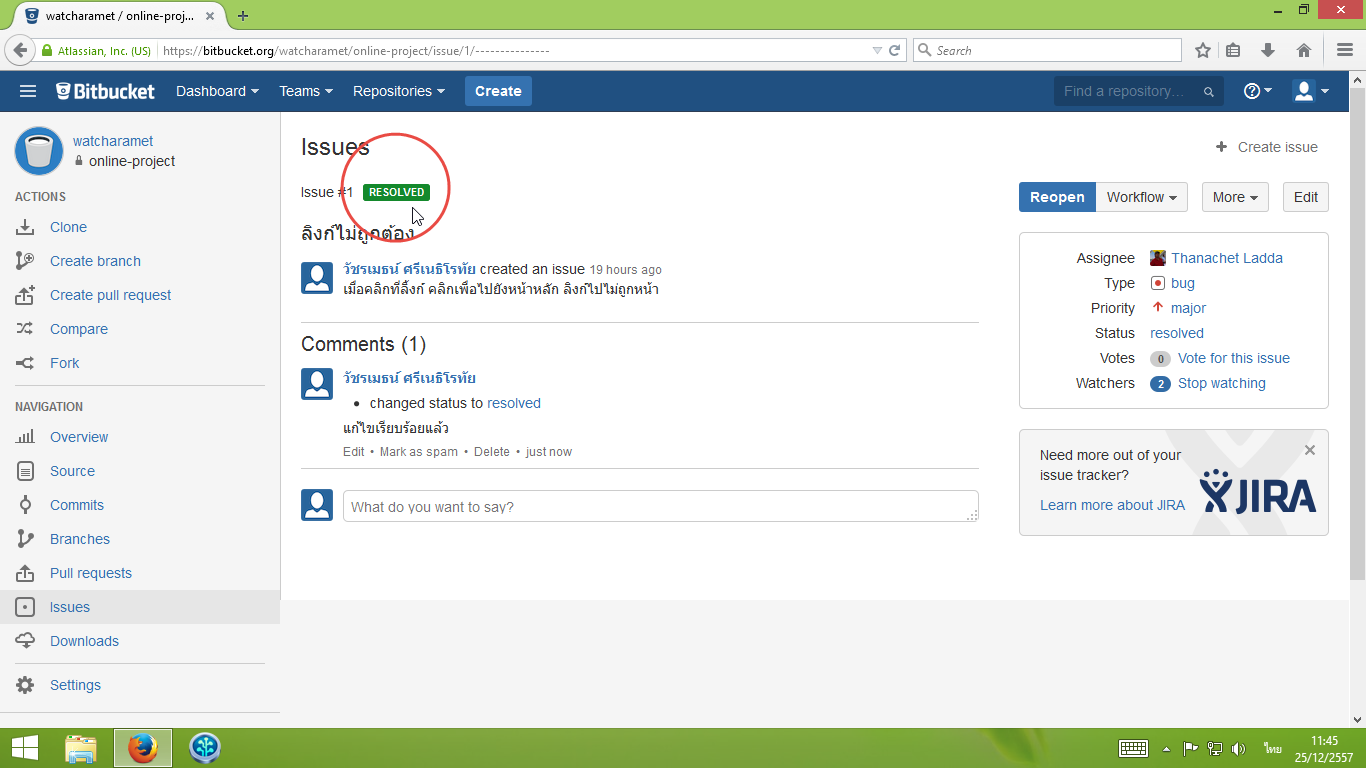 watcharamet / online-proj...
Atlassian, Inc. (US)
https://bitbucket.org/watcharamet/online-project/issue/1/---------------
Search
Bitbucket
Dashboard
Teams
Repositories
Create
Find a repository...
watcharamet
online-project
ACTIONS
Clone
Create branch
Create pull request
Compare
Fork
NAVIGATION
Overview
Source
Commits
Branches
Pull requests
Issues
Downloads
Settings
Issues
Create issue
Issue #1 RESOLVED
Reopen
Workflow
More
Edit
ลิงก์ไม่ถูกต้อง
วัชรเมธน์ ศรีเนธิโรทัย created an issue 19 hours ago
เมื่อคลิกที่ลิ้งก์ คลิกเพื่อไปยังหน้าหลัก ลิงก์ไปไม่ถูกหน้า
Comments (1)
วัชรเมธน์ ศรีเนธิโรทัย
• changed status to resolved
แก้ไขเรียบร้อยแล้ว
Edit • Mark as spam • Delete • just now
What do you want to say?
Assignee Thanachet Ladda
Type bug
Priority major
Status resolved
Votes 0 Vote for this issue
Watchers 2 Stop watching
Need more out of your
issue tracker?
Learn more about JIRA
JIRA
ไทย
11:45
25/12/2557